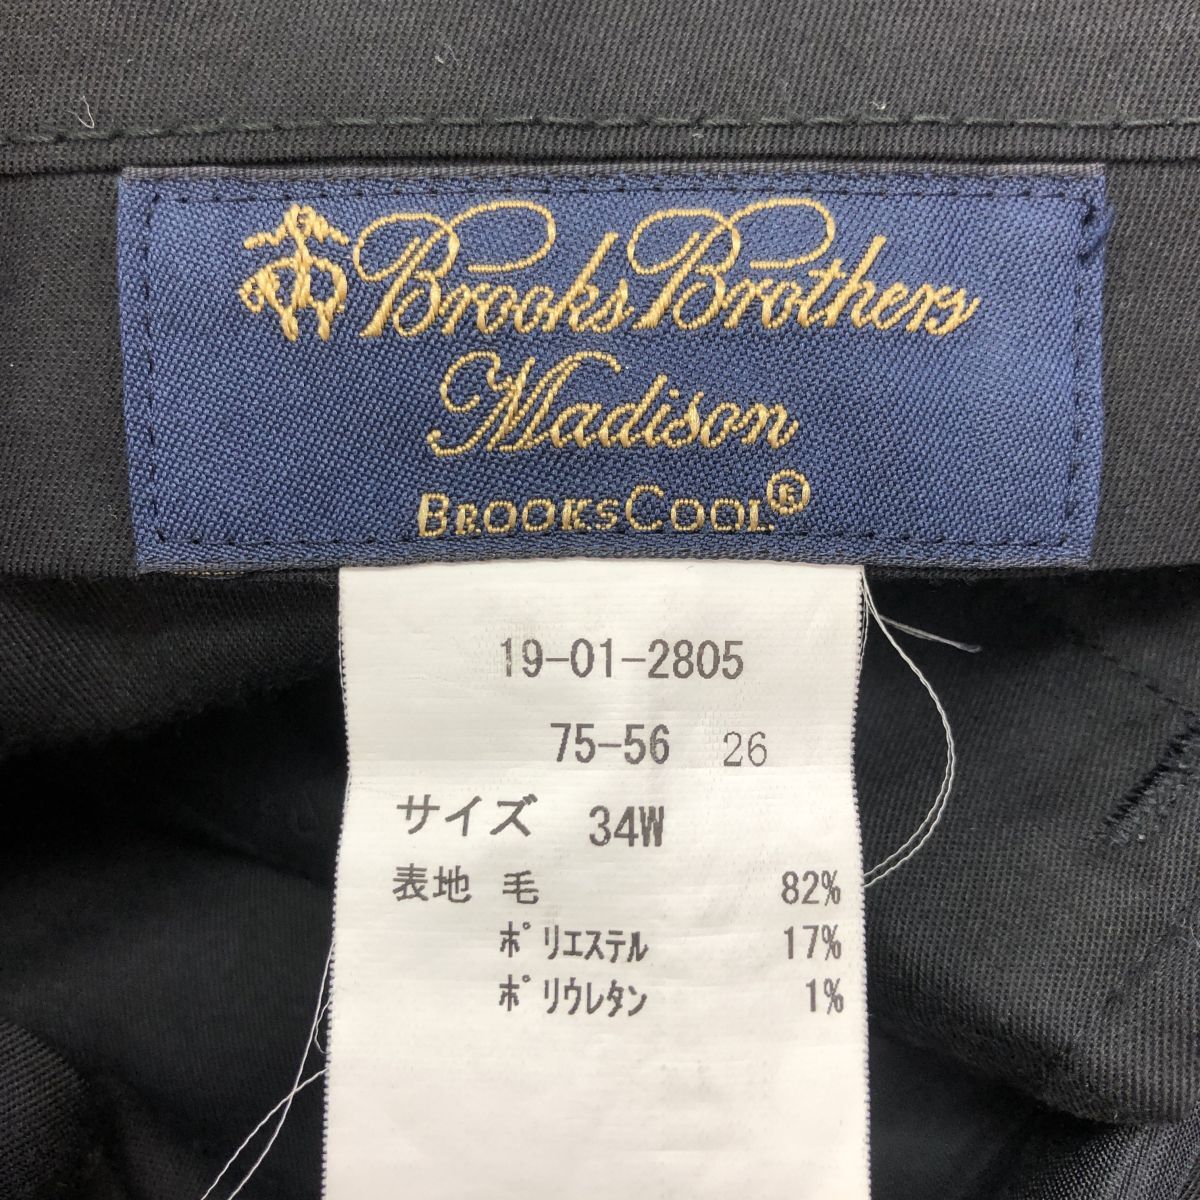 Brooks Brothers
Madison
BROOKSCOOL®
19-01-2805
75-56 26
サイズ 34W
表地 毛 82%
ポリエステル 17%
ポリウレタン 1%